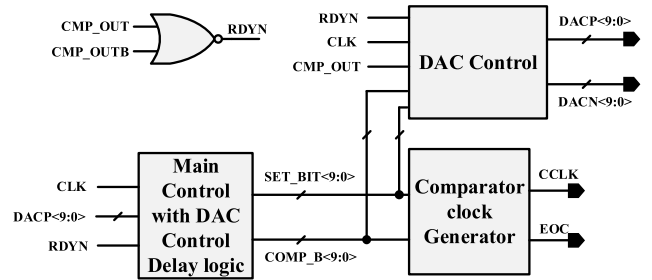 CMP_OUT
CMP_OUTB
RDYN
RDYN
CLK
CMP_OUT
DAC Control
DACP<9:0>
DACN<9:0>
CLK
DACP<9:0>
RDYN
Main
Control
with DAC
Control
Delay logic
SET_BIT<9:0>
COMP_B<9:0>
Comparator
clock
Generator
CCLK
EOC